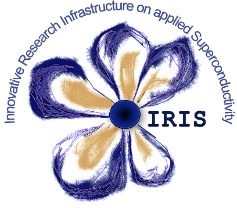 Innovative Research Infrastructure on applied Superconductivity
IRIS